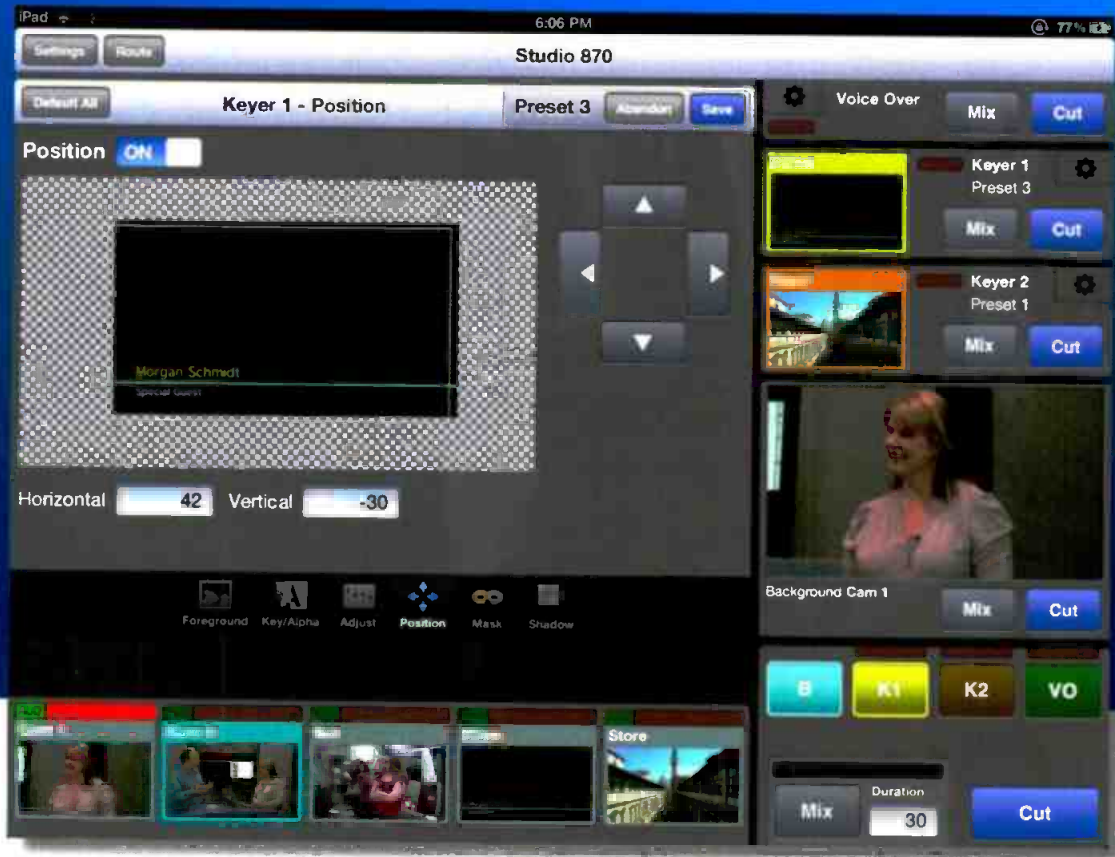 iPad
6:06 PM
77%
Settings
Route
Studio 870
Default All
Keyer 1 - Position
Preset 3
Abandon
Save
Position
ON
Morgan Schmidt
Special Guest
Horizontal
42
Vertical
-30
Foreground
Key/Alpha
Adjust
Position
Mask
Shadow
Store
Voice Over
Mix
Cut
Keyer 1
Preset 3
Mix
Cut
Keyer 2
Preset 1
Mix
Cut
Background Cam 1
Mix
Cut
B
K1
K2
VO
Mix
Duration
30
Cut